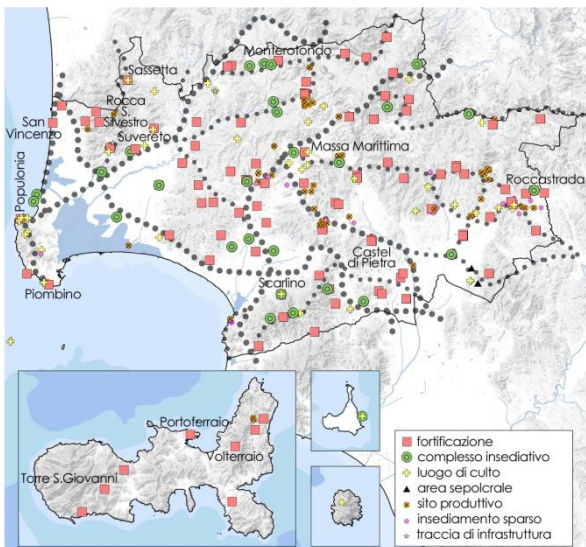 Monterotondo
Sassetta
Rocca
S.
Silvestro
San
Vincenzo
Suvereto
Massa Marittima
Roccastrada
Populonia
Castel
di Pietra
Scarlino
Piombino
Portoferraio
Volterraio
Torre S.Giovanni
fortificazione
complesso insediativo
luogo di culto
area sepolcrale
sito produttivo
insediamento sparso
traccia di infrastruttura